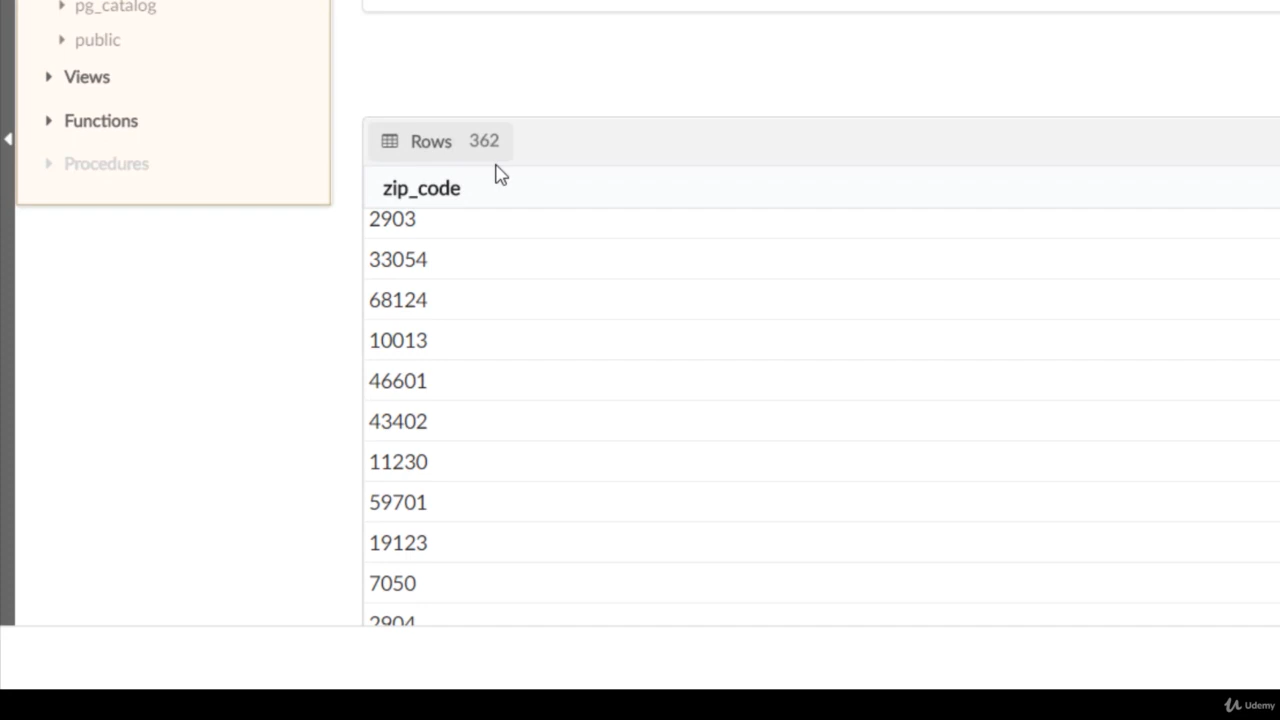 pg_catalog
public
Views
Functions
Procedures
Rows 362
zip_code
2903
33054
68124
10013
46601
43402
11230
59701
19123
7050
2904
Udemy